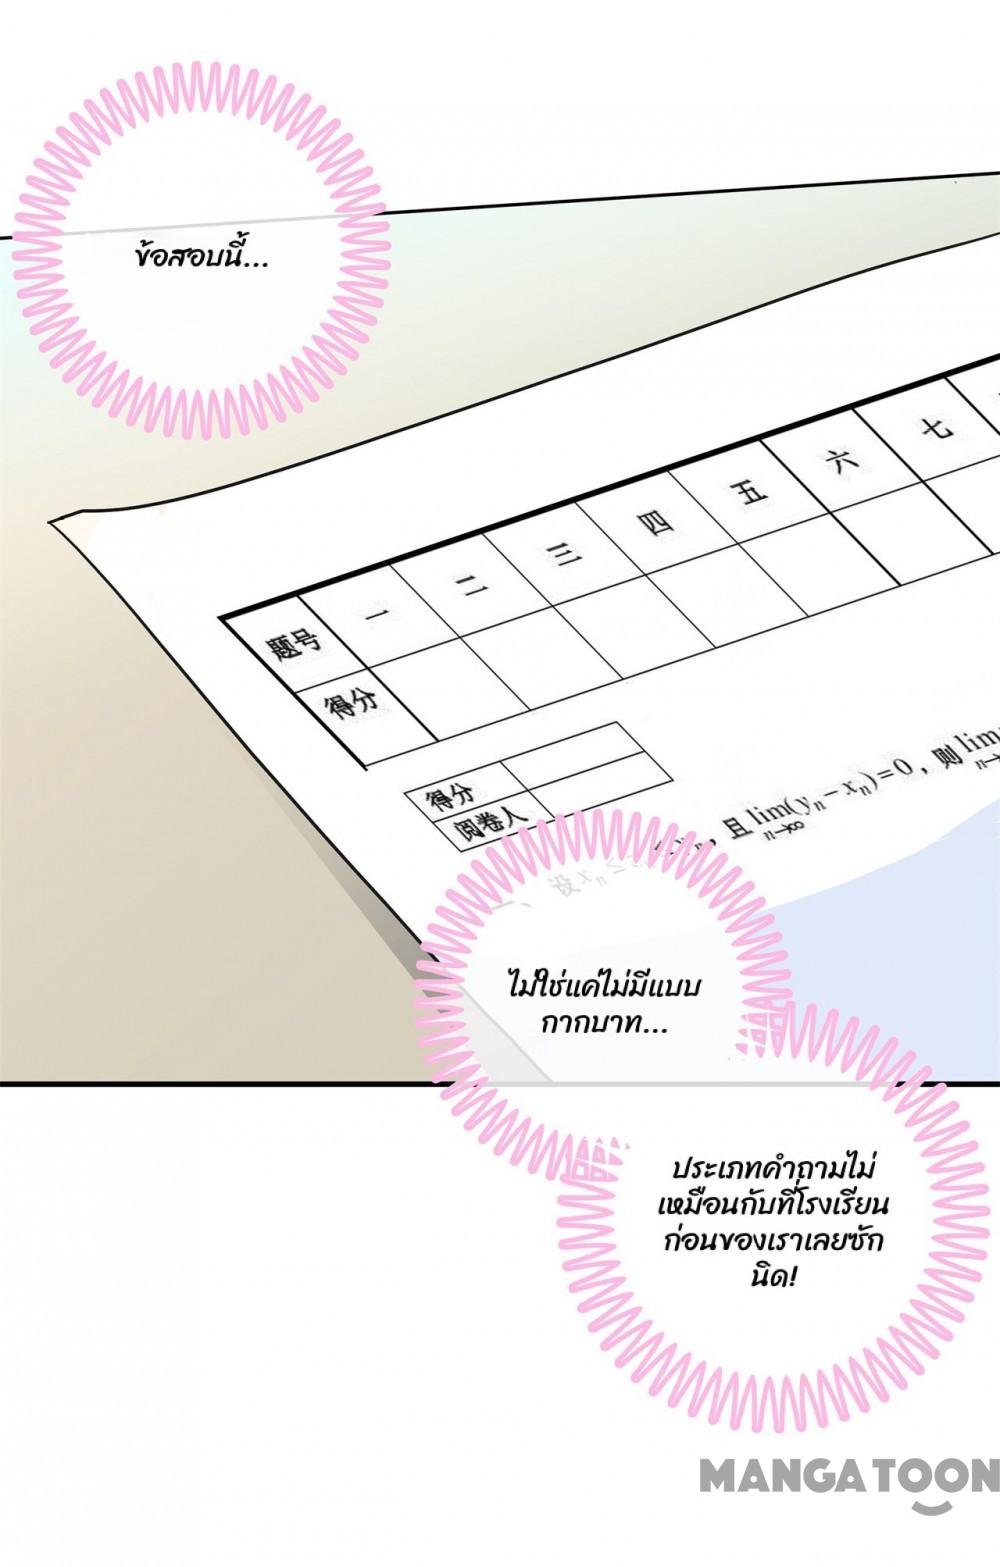 ข้อสอบนี้...
题号 一 二 三 四 五 六 七
得分
得分
阅卷人
, 且 lim(yₙ − xₙ) = 0 , 则 lim
n→∞ n→
一、设 xₙ ≤
ไม่ใช่แค่ไม่มีแบบ
กากบาท...
ประเภทคำถามไม่
เหมือนกับที่โรงเรียน
ก่อนของเราเลยซัก
นิด!
MANGATOON